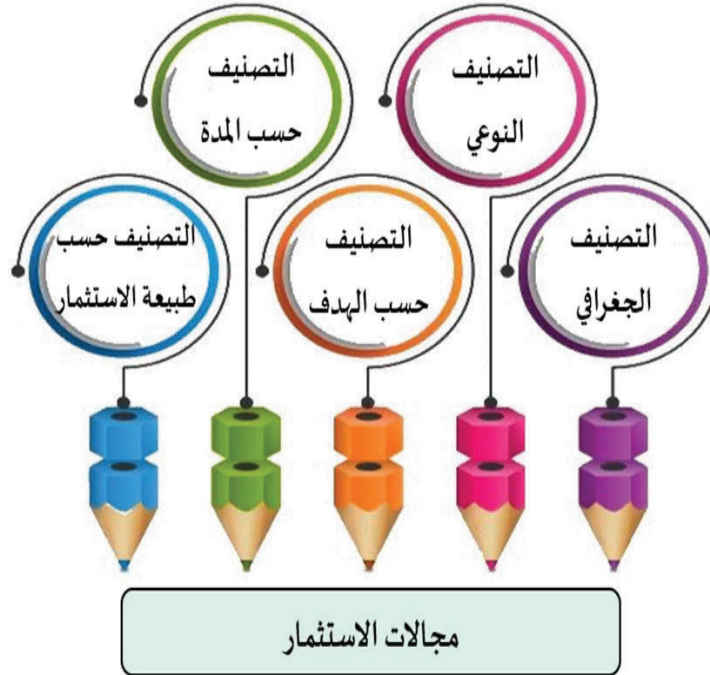 التصنيف
النوعي
التصنيف
حسب المدة
التصنيف
الجغرافي
التصنيف
حسب الهدف
التصنيف حسب
طبيعة الاستثمار
مجالات الاستثمار